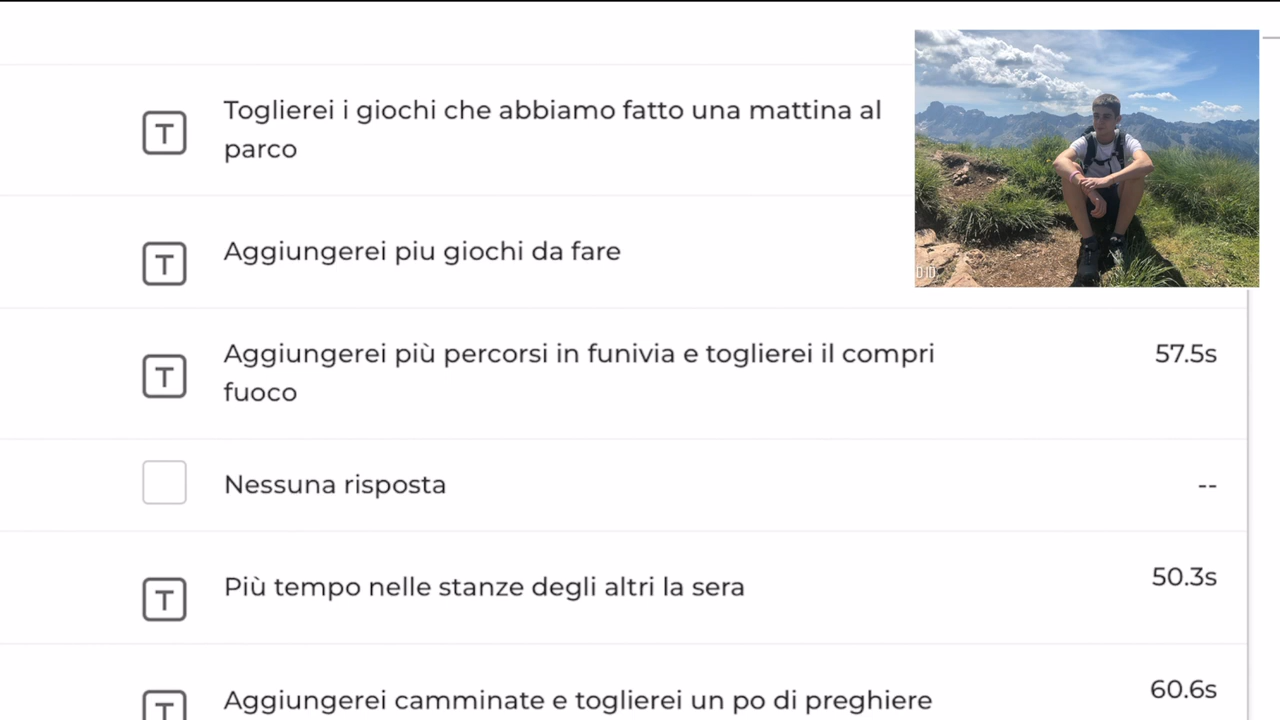 T Toglierei i giochi che abbiamo fatto una mattina al
parco
T Aggiungerei piu giochi da fare
T Aggiungerei più percorsi in funivia e toglierei il compri 57.5s
fuoco
Nessuna risposta --
T Più tempo nelle stanze degli altri la sera 50.3s
T Aggiungerei camminate e toglierei un po di preghiere 60.6s